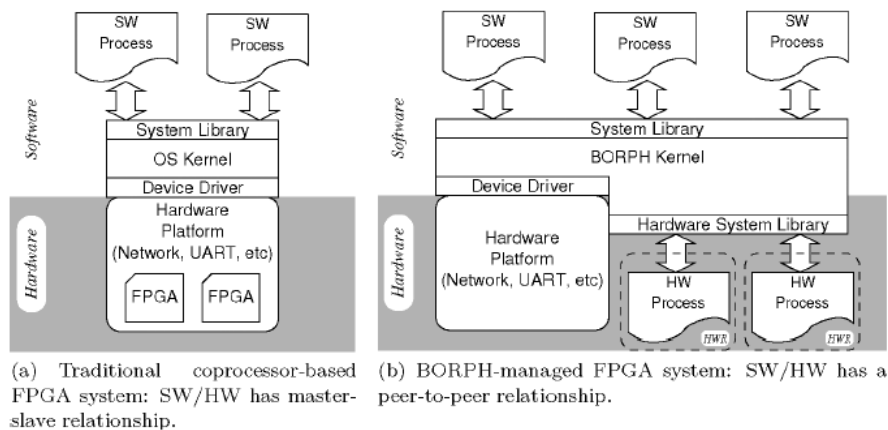 SW
Process
SW
Process
Software
System Library
OS Kernel
Device Driver
Hardware
Hardware
Platform
(Network, UART, etc)
FPGA
FPGA
(a) Traditional coprocessor-based
FPGA system: SW/HW has master-
slave relationship.
SW
Process
SW
Process
SW
Process
Software
System Library
BORPH Kernel
Device Driver
Hardware System Library
Hardware
Hardware
Platform
(Network, UART, etc)
HW
Process
HWR
HW
Process
HWR
(b) BORPH-managed FPGA system: SW/HW has a
peer-to-peer relationship.